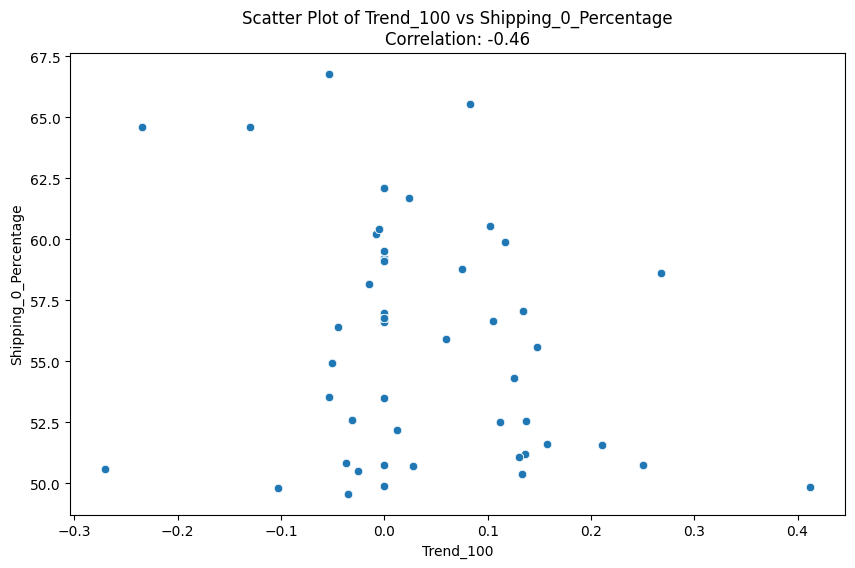 Scatter Plot of Trend_100 vs Shipping_0_Percentage
Correlation: -0.46
67.5
65.0
62.5
60.0
57.5
55.0
52.5
50.0
Shipping_0_Percentage
−0.3 −0.2 −0.1 0.0 0.1 0.2 0.3 0.4
Trend_100